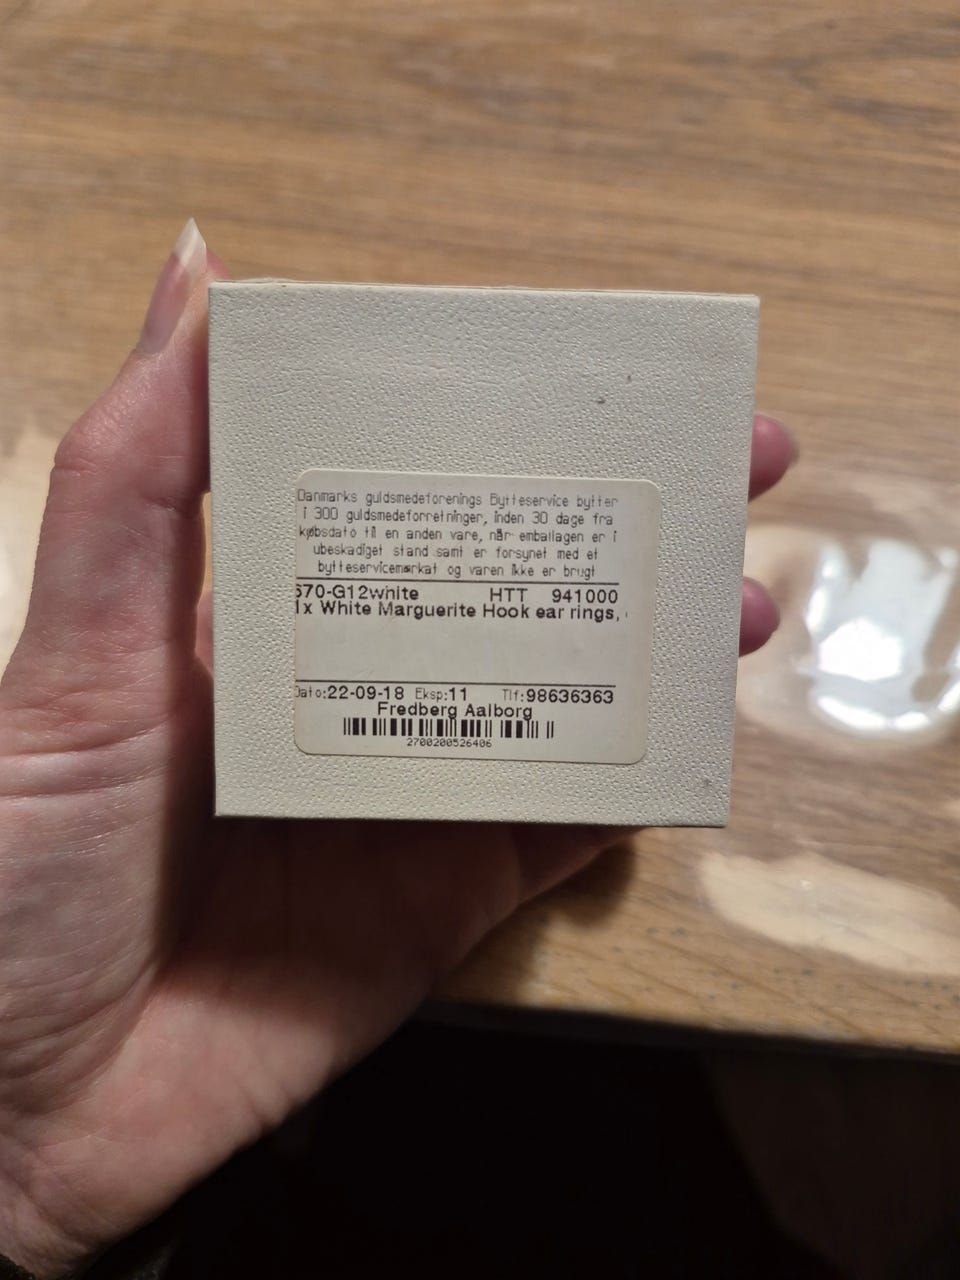 Danmarks guldsmedeforenings Bytteservice bytter
i 300 guldsmedeforretninger, inden 30 dage fra
købsdato til en anden vare, når emballagen er i
ubeskadiget stand samt er forsynet med et
bytteservicemærkat og varen ikke er brugt
670-G12white HTT 941000
1x White Marguerite Hook ear rings,
Dato:22-09-18 Eksp:11 Tlf:98636363
Fredberg Aalborg
2700200526406